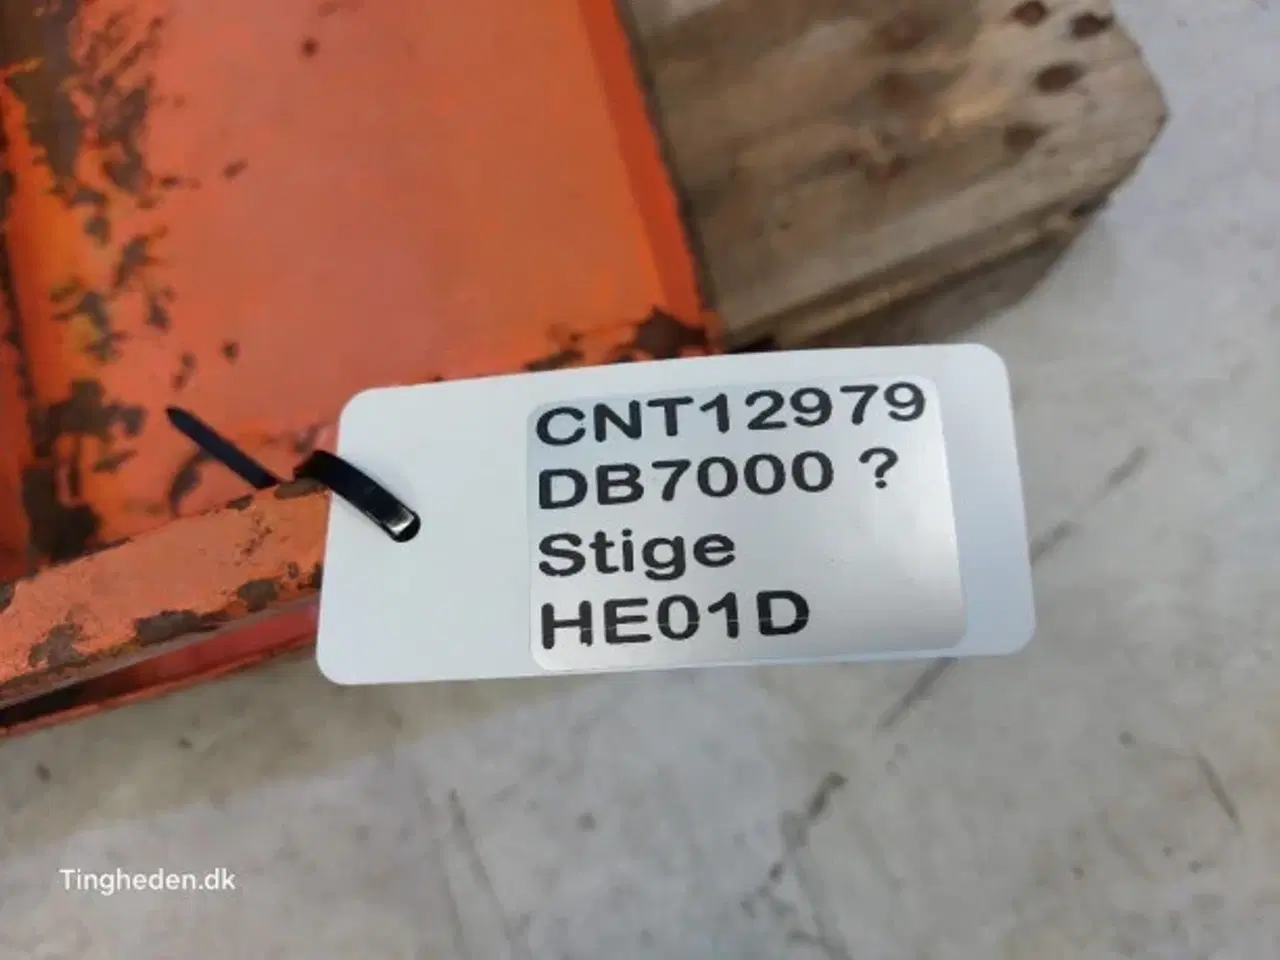 CNT12979
DB7000 ?
Stige
HE01D
Tingheden.dk